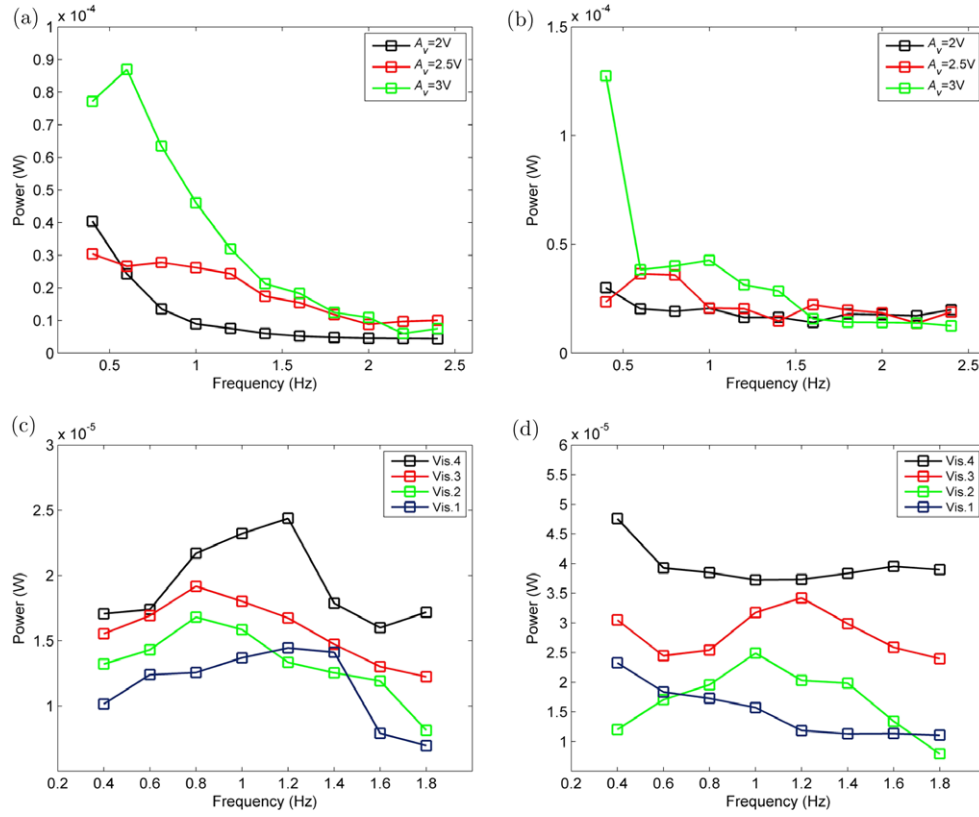 (a)
x 10-4
1
0.9
0.8
0.7
0.6
0.5
0.4
0.3
0.2
0.1
0
Power (W)
0.5
1
1.5
2
2.5
Frequency (Hz)
Av=2V
Av=2.5V
Av=3V
(b)
x 10-4
1.5
1
0.5
0
Power (W)
0.5
1
1.5
2
2.5
Frequency (Hz)
Av=2V
Av=2.5V
Av=3V
(c)
x 10-5
3
2.5
2
1.5
1
Power (W)
0.2
0.4
0.6
0.8
1.0
1.2
1.4
1.6
1.8
Frequency (Hz)
Vis.4
Vis.3
Vis.2
Vis.1
(d)
x 10-5
6
5.5
5
4.5
4
3.5
3
2.5
2
1.5
1
Power (W)
0.2
0.4
0.6
0.8
1
1.2
1.4
1.6
1.8
Frequency (Hz)
Vis.4
Vis.3
Vis.2
Vis.1